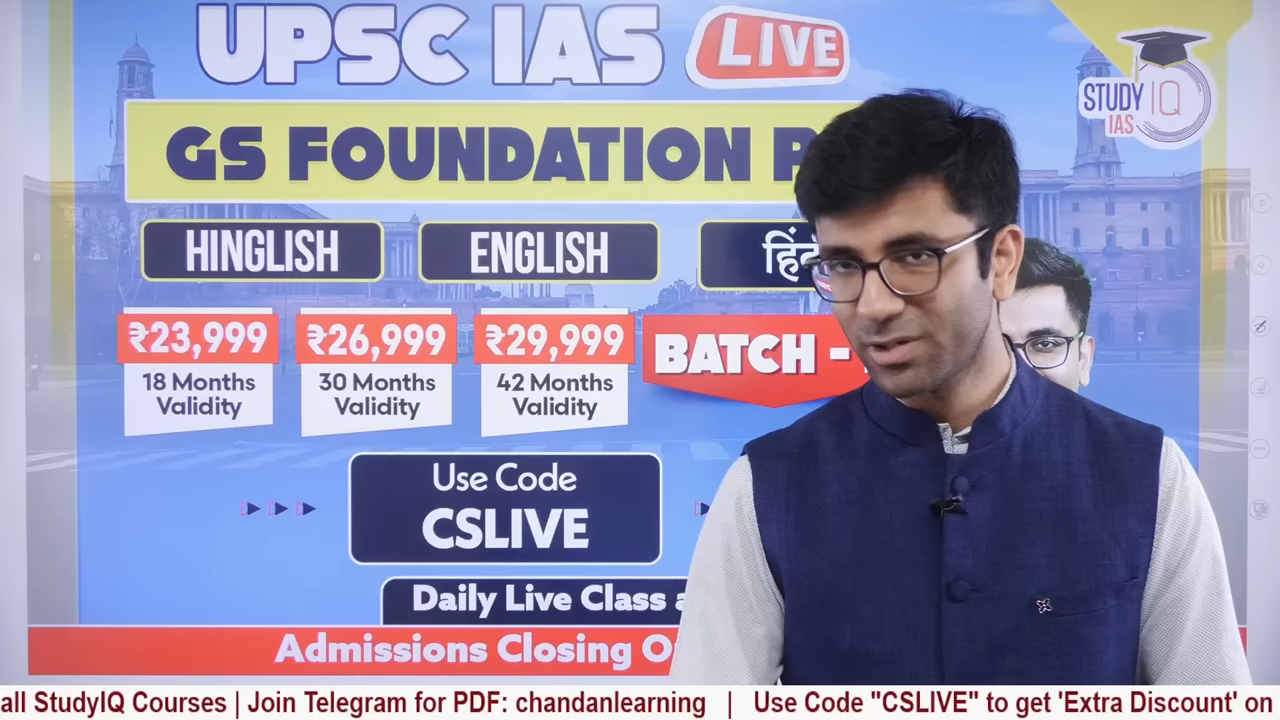 UPSC IAS LIVE
STUDY IQ
IAS
GS FOUNDATION
HINGLISH ENGLISH
₹23,999 ₹26,999 ₹29,999
18 Months 30 Months 42 Months
Validity Validity Validity
BATCH -
Use Code
CSLIVE
Daily Live Class
Admissions Closing
all StudyIQ Courses | Join Telegram for PDF: chandanlearning | Use Code "CSLIVE" to get 'Extra Discount' on